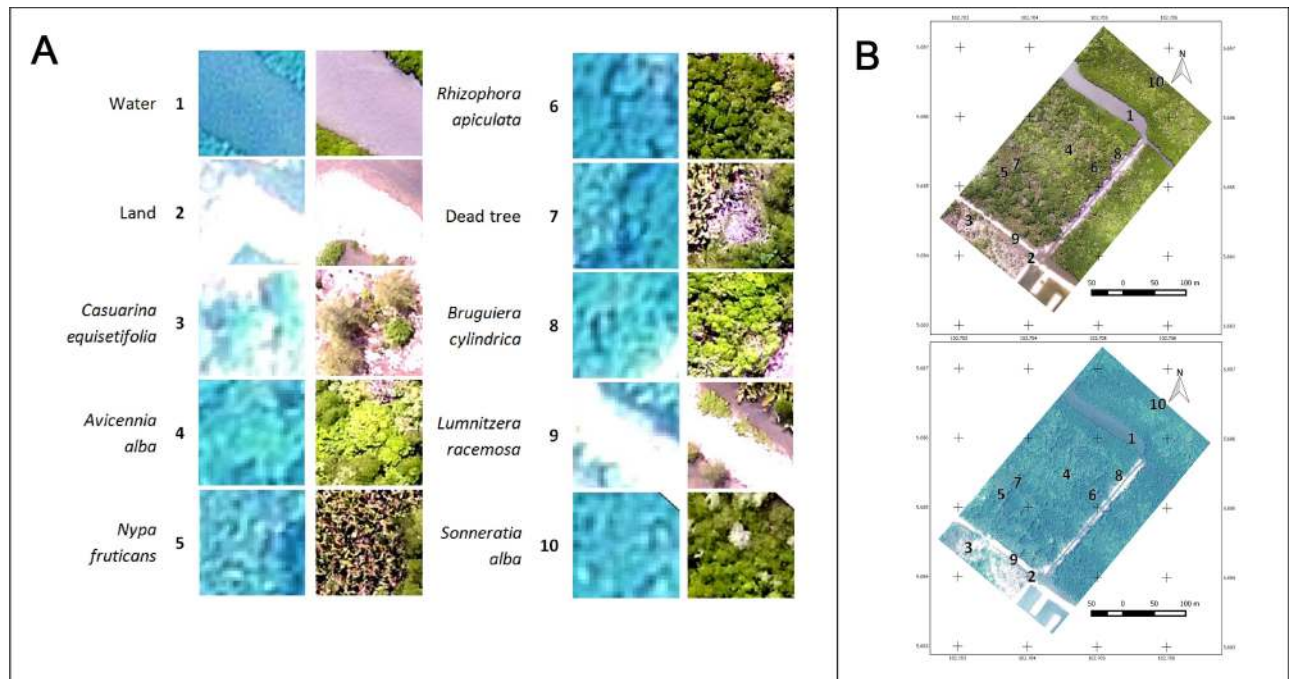 A
Water 1
Land 2
Casuarina
equisetifolia 3
Avicennia
alba 4
Nypa
fruticans 5
Rhizophora
apiculata 6
Dead tree 7
Bruguiera
cylindrica 8
Lumnitzera
racemosa 9
Sonneratia
alba 10
B
N
10
1
4
8
7
6
5
3
9
2
50 0 50 100 m
N
10
1
4
8
7
6
5
3
9
2
50 0 50 100 m